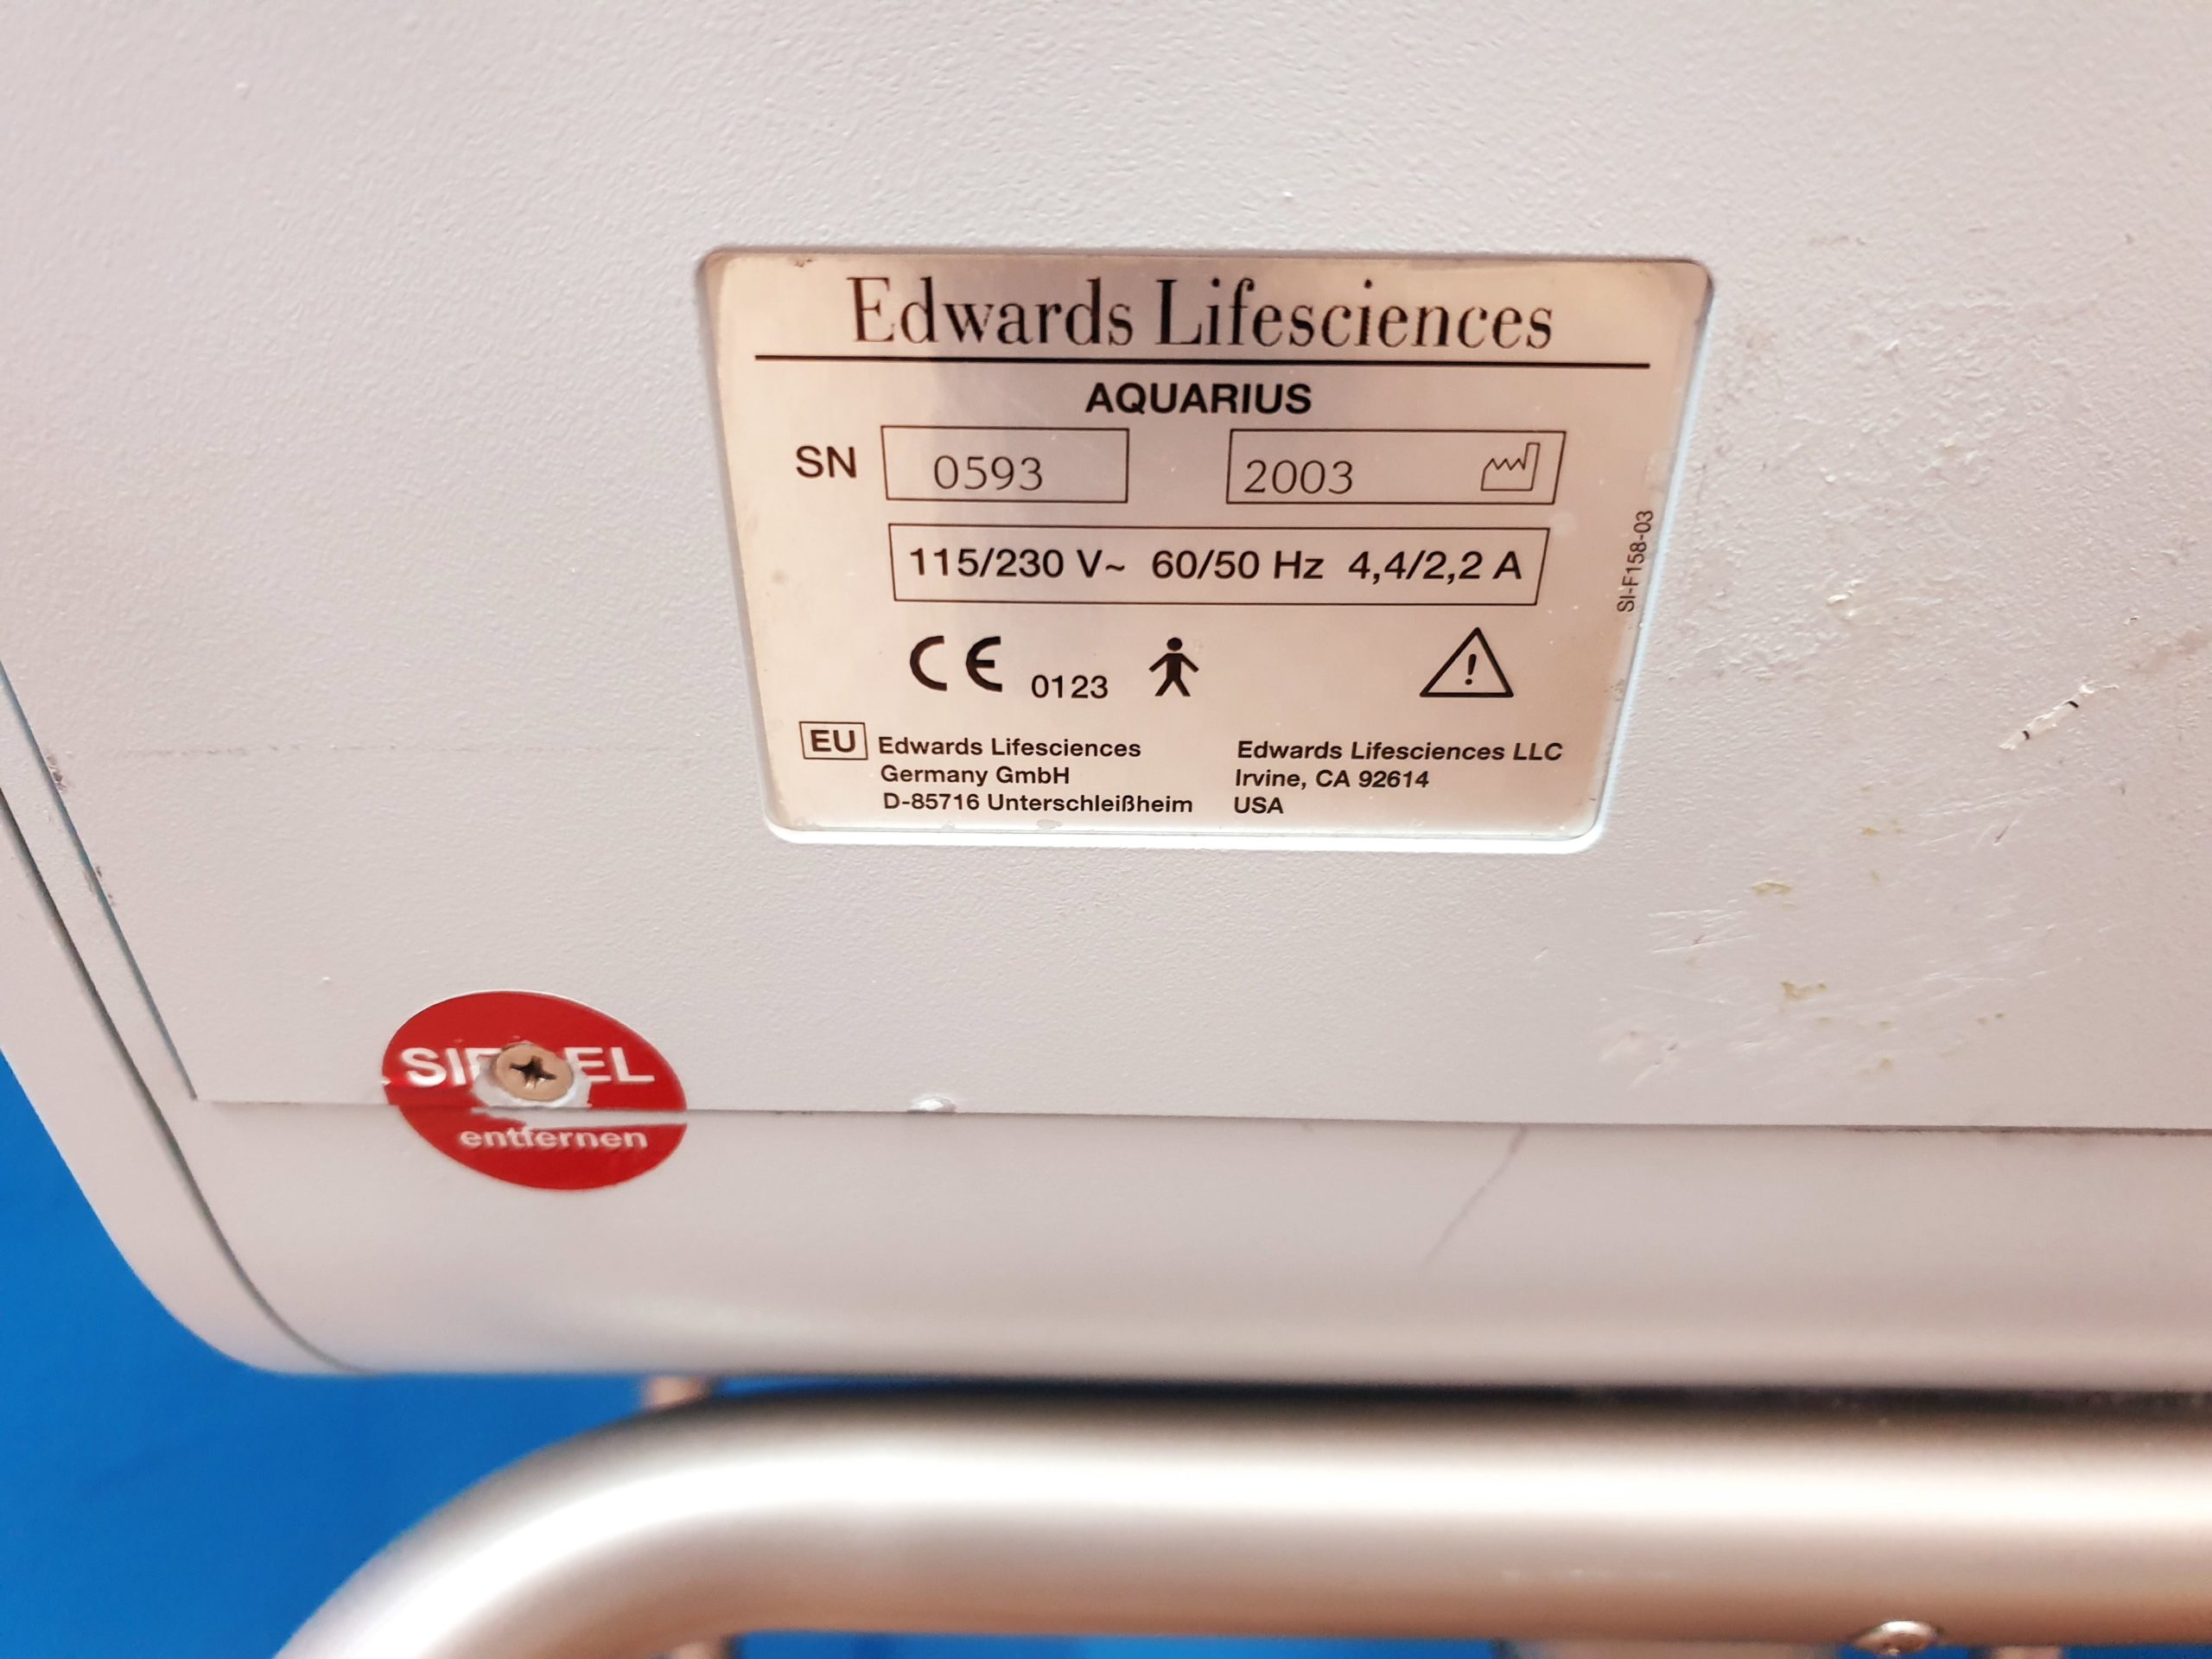 Edwards Lifesciences
AQUARIUS
SN 0593 2003
115/230 V~ 60/50 Hz 4,4/2,2 A
SI-F158-03
CE 0123
EU Edwards Lifesciences
Germany GmbH
D-85716 Unterschleißheim
Edwards Lifesciences LLC
Irvine, CA 92614
USA
entfernen